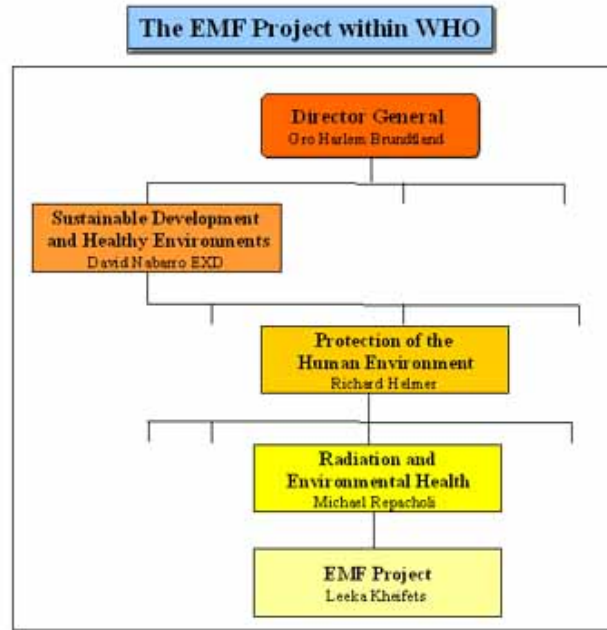 The EMF Project within WHO
Director General
Gro Harlem Brundtland
Sustainable Development
and Healthy Environments
David Nabarro EXD
Protection of the
Human Environment
Richard Helmer
Radiation and
Environmental Health
Michael Repacholi
EMF Project
Leeka Kheifets